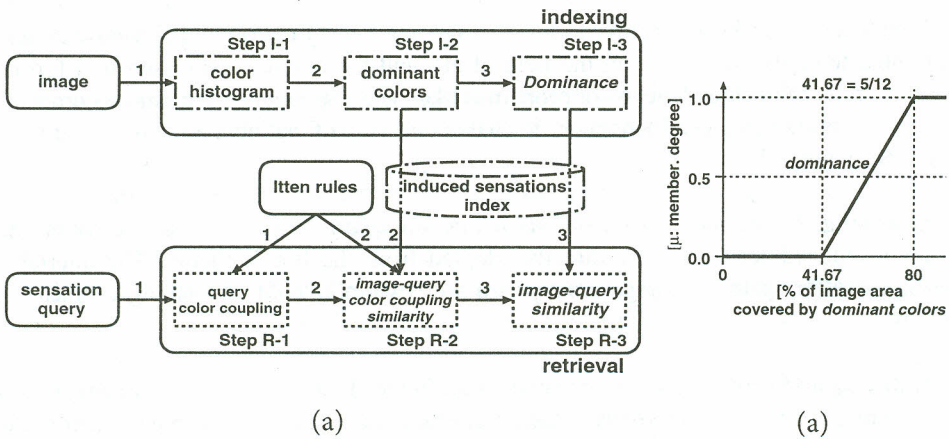 indexing
Step I-1
Step I-2
Step I-3
image
1
color
histogram
2
dominant
colors
3
Dominance
Itten rules
induced sensations
index
1
2
2
3
sensation
query
1
query
color coupling
2
image-query
color coupling
similarity
3
image-query
similarity
Step R-1
Step R-2
Step R-3
retrieval
(a)
41.67 = 5/12
[μ: member. degree]
1.0
dominance
0.5
0.0
0
41.67
80
[% of image area
covered by dominant colors
(a)